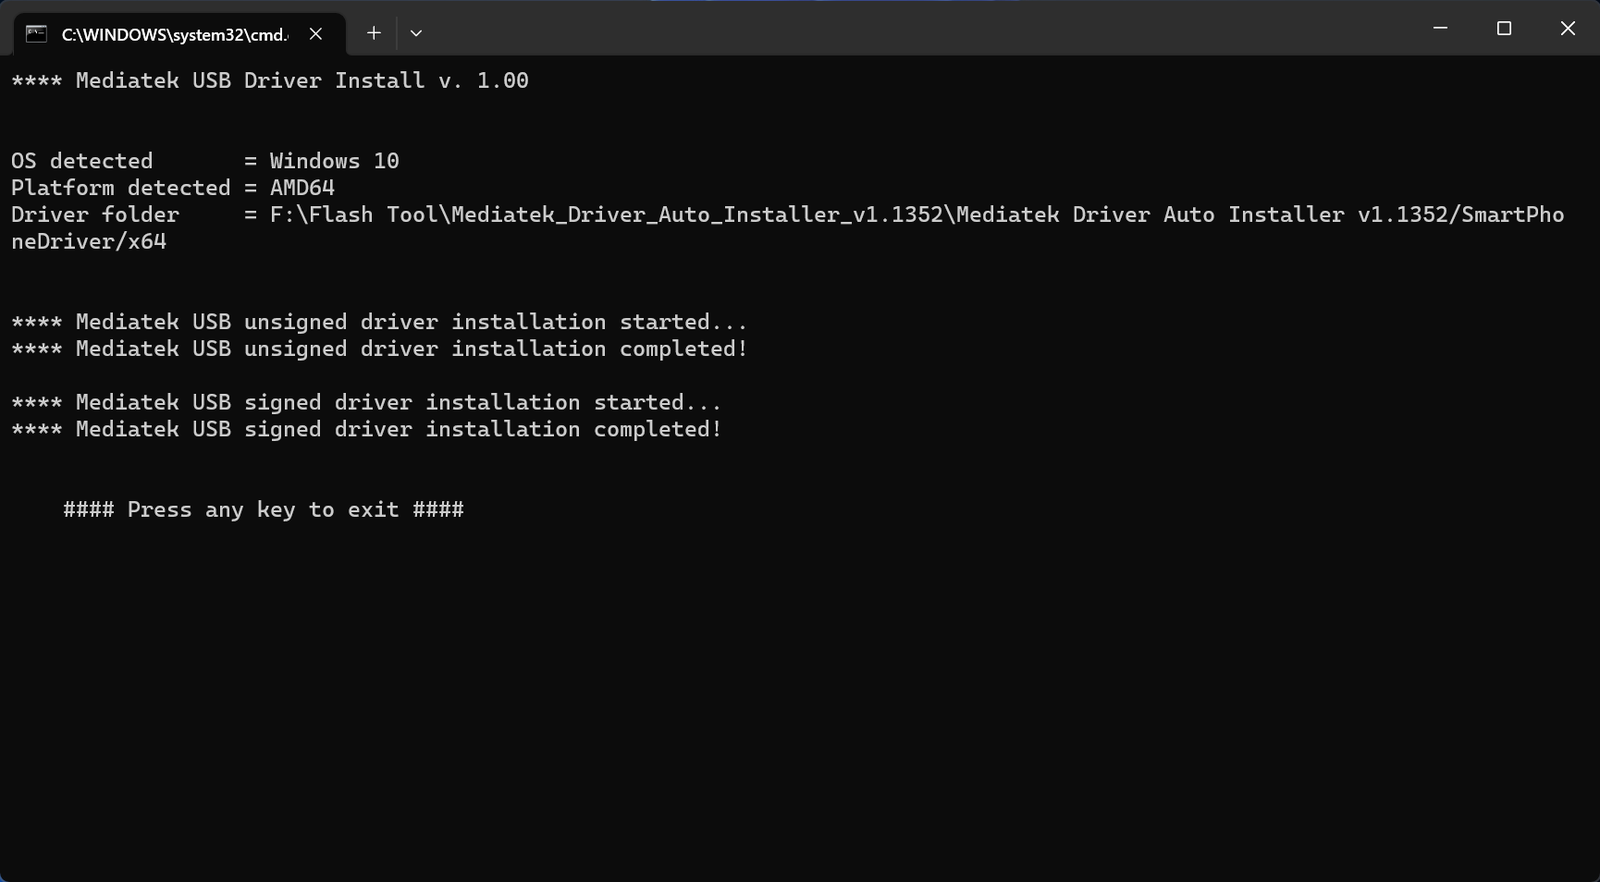 C:\WINDOWS\system32\cmd.
**** Mediatek USB Driver Install v. 1.00
OS detected       = Windows 10
Platform detected = AMD64
Driver folder     = F:\Flash Tool\Mediatek_Driver_Auto_Installer_v1.1352\Mediatek Driver Auto Installer v1.1352/SmartPho
neDriver/x64
**** Mediatek USB unsigned driver installation started...
**** Mediatek USB unsigned driver installation completed!
**** Mediatek USB signed driver installation started...
**** Mediatek USB signed driver installation completed!
#### Press any key to exit ####